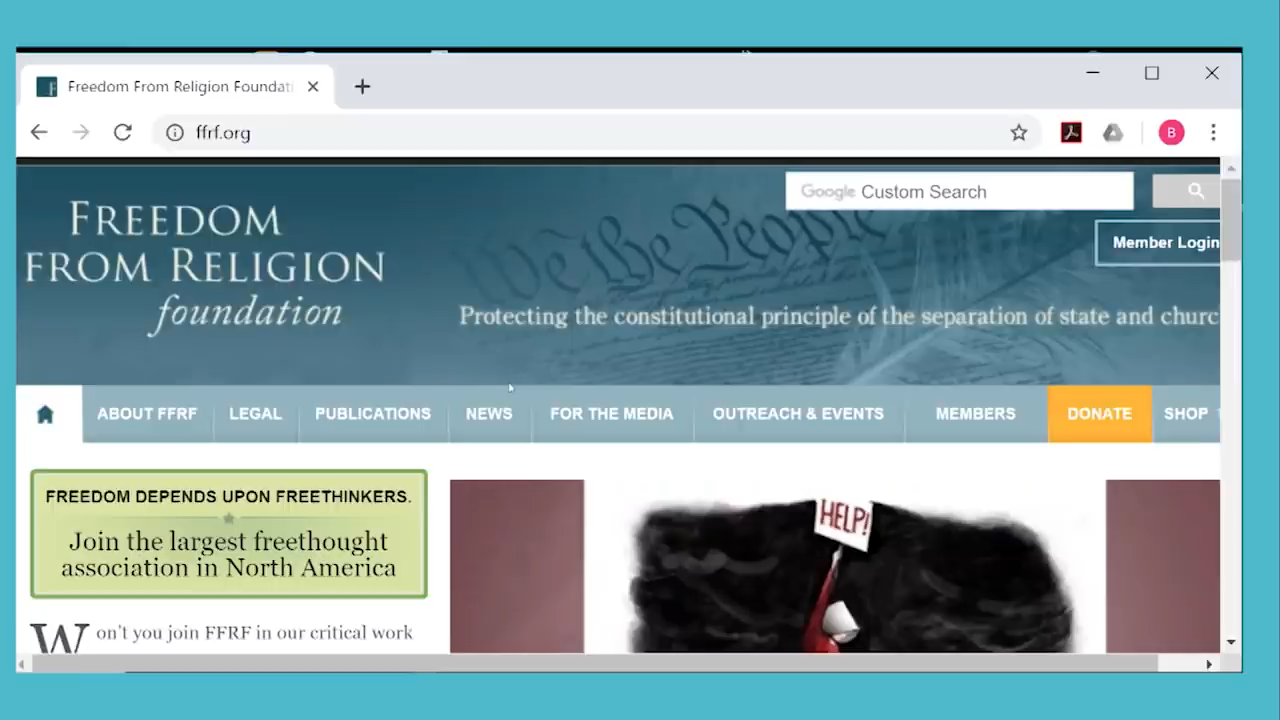 Freedom From Religion Foundati
ffrf.org
B
Google Custom Search
We the People
FREEDOM
FROM RELIGION
foundation
Member Login
Protecting the constitutional principle of the separation of state and churc
ABOUT FFRF
LEGAL
PUBLICATIONS
NEWS
FOR THE MEDIA
OUTREACH & EVENTS
MEMBERS
DONATE
SHOP
FREEDOM DEPENDS UPON FREETHINKERS.
Join the largest freethought
association in North America
Won't you join FFRF in our critical work
HELP!